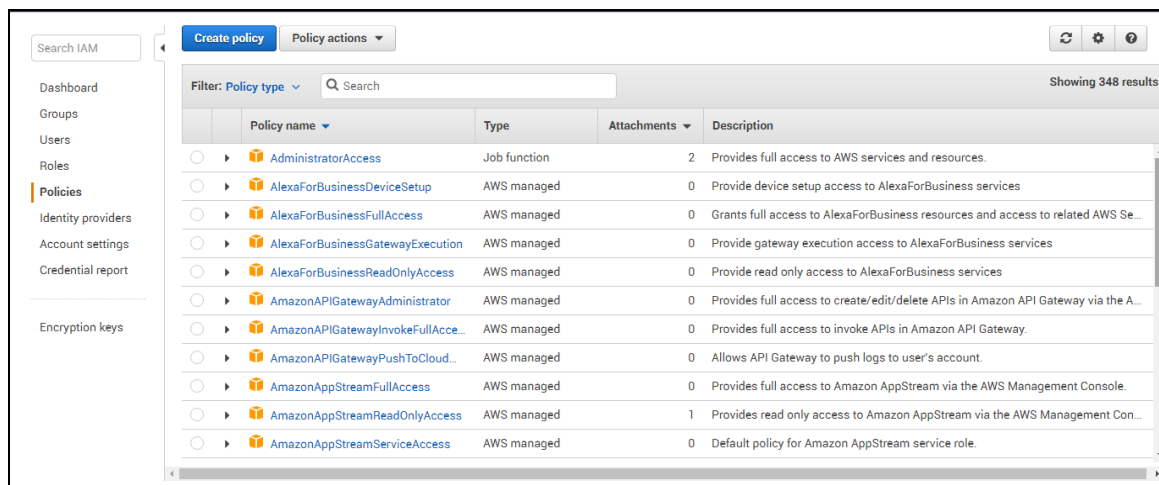 Search IAM
Dashboard
Groups
Users
Roles
Policies
Identity providers
Account settings
Credential report
Encryption keys
Create policy Policy actions
Filter: Policy type Search Showing 348 results
Policy name Type Attachments Description
AdministratorAccess Job function 2 Provides full access to AWS services and resources.
AlexaForBusinessDeviceSetup AWS managed 0 Provide device setup access to AlexaForBusiness services
AlexaForBusinessFullAccess AWS managed 0 Grants full access to AlexaForBusiness resources and access to related AWS Se...
AlexaForBusinessGatewayExecution AWS managed 0 Provide gateway execution access to AlexaForBusiness services
AlexaForBusinessReadOnlyAccess AWS managed 0 Provide read only access to AlexaForBusiness services
AmazonAPIGatewayAdministrator AWS managed 0 Provides full access to create/edit/delete APIs in Amazon API Gateway via the A...
AmazonAPIGatewayInvokeFullAcce... AWS managed 0 Provides full access to invoke APIs in Amazon API Gateway.
AmazonAPIGatewayPushToCloud... AWS managed 0 Allows API Gateway to push logs to user's account.
AmazonAppStreamFullAccess AWS managed 0 Provides full access to Amazon AppStream via the AWS Management Console.
AmazonAppStreamReadOnlyAccess AWS managed 1 Provides read only access to Amazon AppStream via the AWS Management Con...
AmazonAppStreamServiceAccess AWS managed 0 Default policy for Amazon AppStream service role.